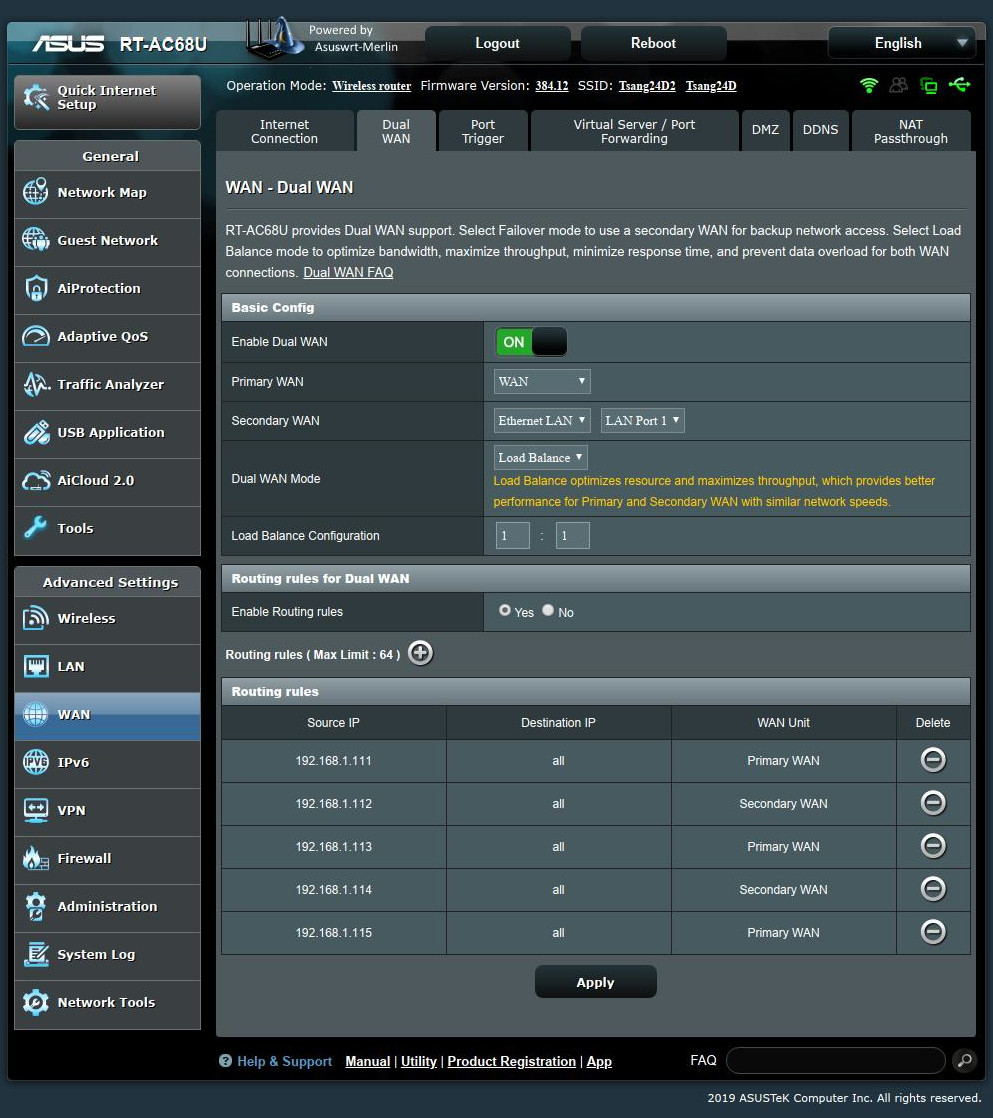 ASUS RT-AC68U
Powered by
Asuswrt-Merlin
Logout
Reboot
English
Quick Internet
Setup
Operation Mode: Wireless router Firmware Version: 384.12 SSID: Tsang24D2 Tsang24D
General
Network Map
Guest Network
AiProtection
Adaptive QoS
Traffic Analyzer
USB Application
AiCloud 2.0
Tools
Advanced Settings
Wireless
LAN
WAN
IPv6
VPN
Firewall
Administration
System Log
Network Tools
Internet
Connection
Dual
WAN
Port
Trigger
Virtual Server / Port
Forwarding
DMZ
DDNS
NAT
Passthrough
WAN - Dual WAN
RT-AC68U provides Dual WAN support. Select Failover mode to use a secondary WAN for backup network access. Select Load
Balance mode to optimize bandwidth, maximize throughput, minimize response time, and prevent data overload for both WAN
connections. Dual WAN FAQ
Basic Config
Enable Dual WAN ON
Primary WAN WAN
Secondary WAN Ethernet LAN LAN Port 1
Dual WAN Mode Load Balance
Load Balance optimizes resource and maximizes throughput, which provides better
performance for Primary and Secondary WAN with similar network speeds.
Load Balance Configuration 1 : 1
Routing rules for Dual WAN
Enable Routing rules Yes No
Routing rules ( Max Limit : 64 )
Routing rules
Source IP Destination IP WAN Unit Delete
192.168.1.111 all Primary WAN
192.168.1.112 all Secondary WAN
192.168.1.113 all Primary WAN
192.168.1.114 all Secondary WAN
192.168.1.115 all Primary WAN
Apply
? Help & Support Manual | Utility | Product Registration | App FAQ
2019 ASUSTeK Computer Inc. All rights reserved.